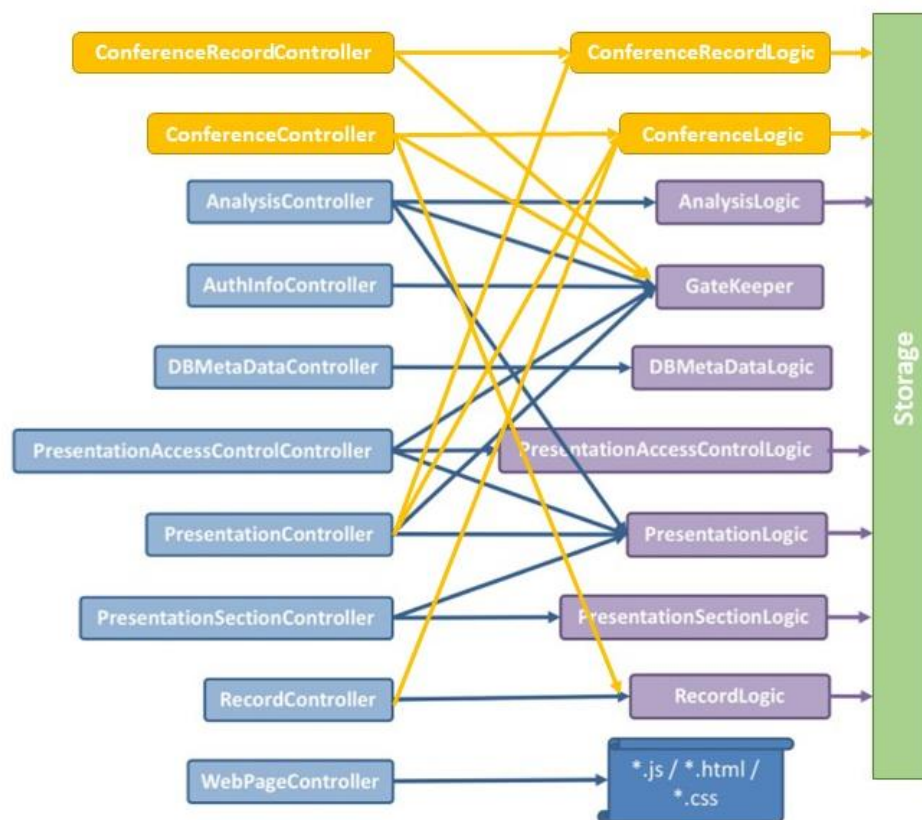 ConferenceRecordController
ConferenceRecordLogic
ConferenceController
ConferenceLogic
AnalysisController
AnalysisLogic
AuthInfoController
GateKeeper
DBMetaDataController
DBMetaDataLogic
PresentationAccessControlController
PresentationAccessControlLogic
PresentationController
PresentationLogic
PresentationSectionController
PresentationSectionLogic
RecordController
RecordLogic
WebPageController
*.js / *.html /
*.css
Storage